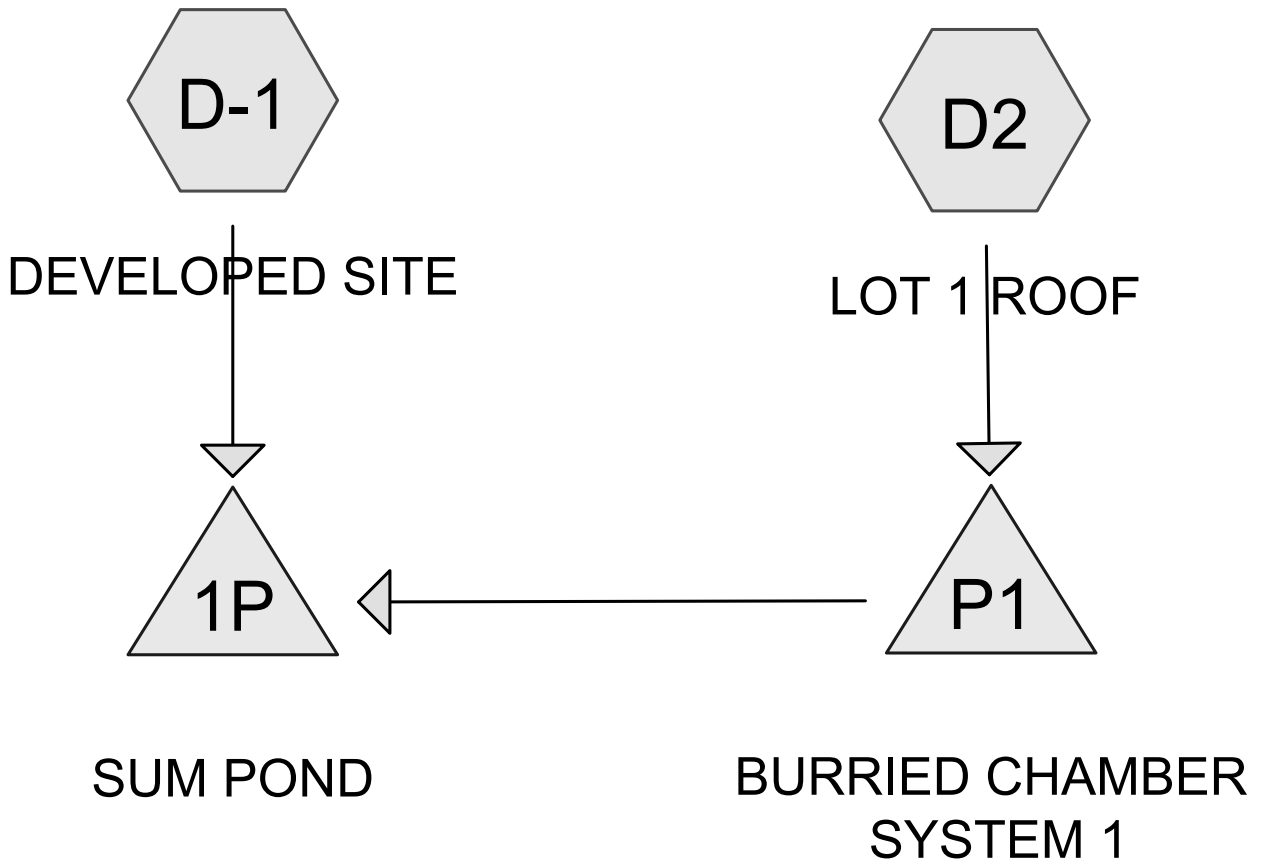 D-1
DEVELOPED SITE
D2
LOT 1 ROOF
1P
SUM POND
P1
BURRIED CHAMBER
SYSTEM 1